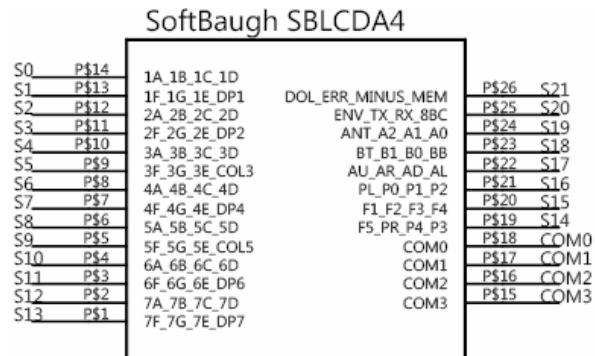 SoftBaugh SBLCDA4
S0 P$14 1A_1B_1C_1D
S1 P$13 1F_1G_1E_DP1 DOL_ERR_MINUS_MEM P$26 S21
S2 P$12 2A_2B_2C_2D ENV_TX_RX_8BC P$25 S20
S3 P$11 2F_2G_2E_DP2 ANT_A2_A1_A0 P$24 S19
S4 P$10 3A_3B_3C_3D BT_B1_B0_BB P$23 S18
S5 P$9 3F_3G_3E_COL3 AU_AR_AD_AL P$22 S17
S6 P$8 4A_4B_4C_4D PL_P0_P1_P2 P$21 S16
S7 P$7 4F_4G_4E_DP4 F1_F2_F3_F4 P$20 S15
S8 P$6 5A_5B_5C_5D F5_PR_P4_P3 P$19 S14
S9 P$5 5F_5G_5E_COL5 COM0 P$18 COM0
S10 P$4 6A_6B_6C_6D COM1 P$17 COM1
S11 P$3 6F_6G_6E_DP6 COM2 P$16 COM2
S12 P$2 7A_7B_7C_7D COM3 P$15 COM3
S13 P$1 7F_7G_7E_DP7